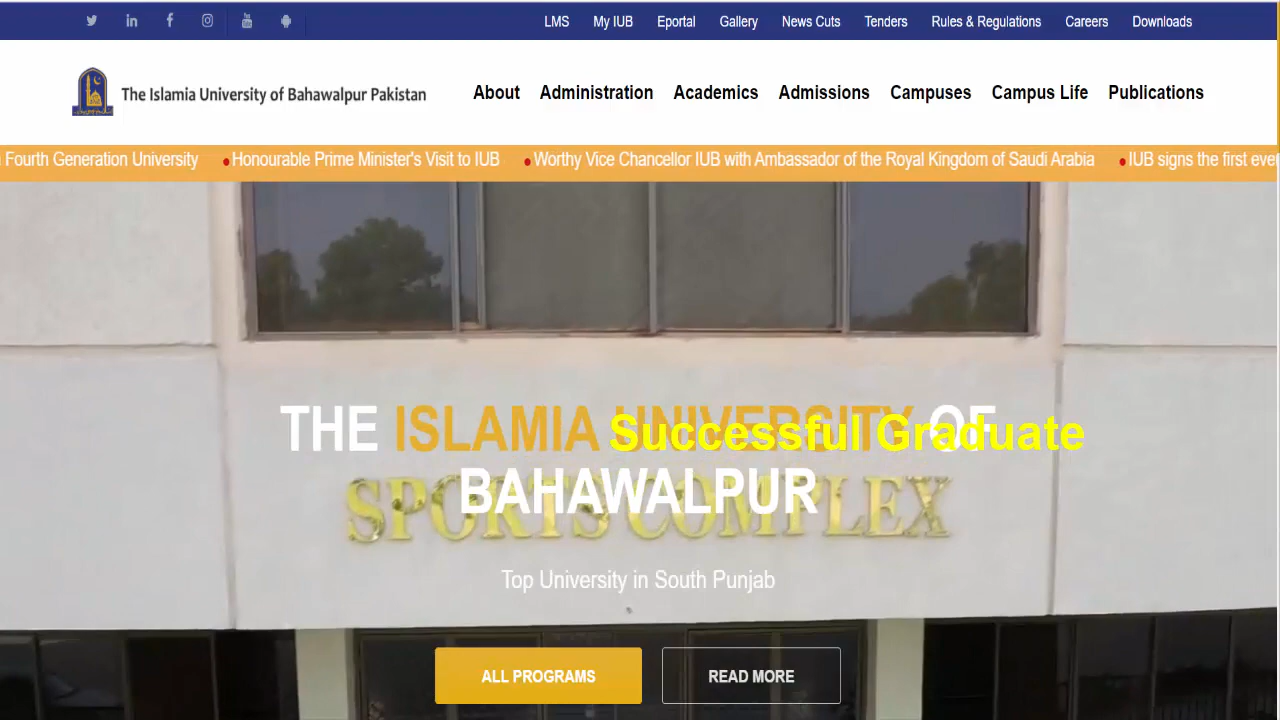 LMS My IUB Eportal Gallery News Cuts Tenders Rules & Regulations Careers Downloads
The Islamia University of Bahawalpur Pakistan
About Administration Academics Admissions Campuses Campus Life Publications
Fourth Generation University • Honourable Prime Minister's Visit to IUB • Worthy Vice Chancellor IUB with Ambassador of the Royal Kingdom of Saudi Arabia • IUB signs the first ever
THE ISLAMIA UNIVERSITY OF
Successful Graduate
BAHAWALPUR
SPORTS COMPLEX
Top University in South Punjab
ALL PROGRAMS READ MORE